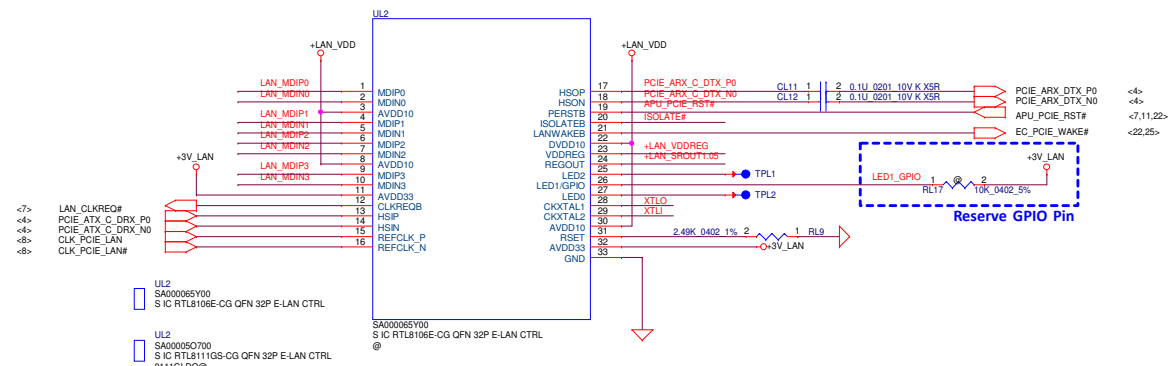 UL2
+LAN_VDD
+LAN_VDD
LAN_MDIP0 1 MDIP0 HSOP 17 PCIE_ARX_C_DTX_P0 CL11 1 2 0.1U_0201_10V K X5R PCIE_ARX_DTX_P0 <4>
LAN_MDIN0 2 MDIN0 HSON 18 PCIE_ARX_C_DTX_N0 CL12 1 2 0.1U_0201_10V K X5R PCIE_ARX_DTX_N0 <4>
3 AVDD10 PERSTB 19 APU_PCIE_RST# APU_PCIE_RST# <7,11,22>
LAN_MDIP1 4 MDIP1 ISOLATEB 20 ISOLATE#
LAN_MDIN1 5 MDIN1 LANWAKEB 21 EC_PCIE_WAKE# <22,25>
LAN_MDIP2 6 MDIP2 DVDD10 22
LAN_MDIN2 7 MDIN2 VDDREG 23 +LAN_VDDREG
+3V_LAN 8 AVDD10 REGOUT 24 +LAN_SROUT1.05 +3V_LAN
LAN_MDIP3 9 MDIP3 LED2 25 TPL1
LAN_MDIN3 10 MDIN3 LED1/GPIO 26 LED1_GPIO 1 @ 2
RL17 10K_0402_5%
11 AVDD33 LED0 27 TPL2
<7> LAN_CLKREQ# 12 CLKREQB CKXTAL1 28 XTLO
<4> PCIE_ATX_C_DRX_P0 13 HSIP CKXTAL2 29 XTLI Reserve GPIO Pin
<4> PCIE_ATX_C_DRX_N0 14 HSIN AVDD10 30
<8> CLK_PCIE_LAN 15 REFCLK_P RSET 31 2.49K_0402_1% 2 1 RL9
<8> CLK_PCIE_LAN# 16 REFCLK_N AVDD33 32 +3V_LAN
GND 33
UL2
SA000065Y00
S IC RTL8106E-CG QFN 32P E-LAN CTRL
SA000065Y00
S IC RTL8106E-CG QFN 32P E-LAN CTRL
@
UL2
SA00005O700
S IC RTL8111GS-CG QFN 32P E-LAN CTRL